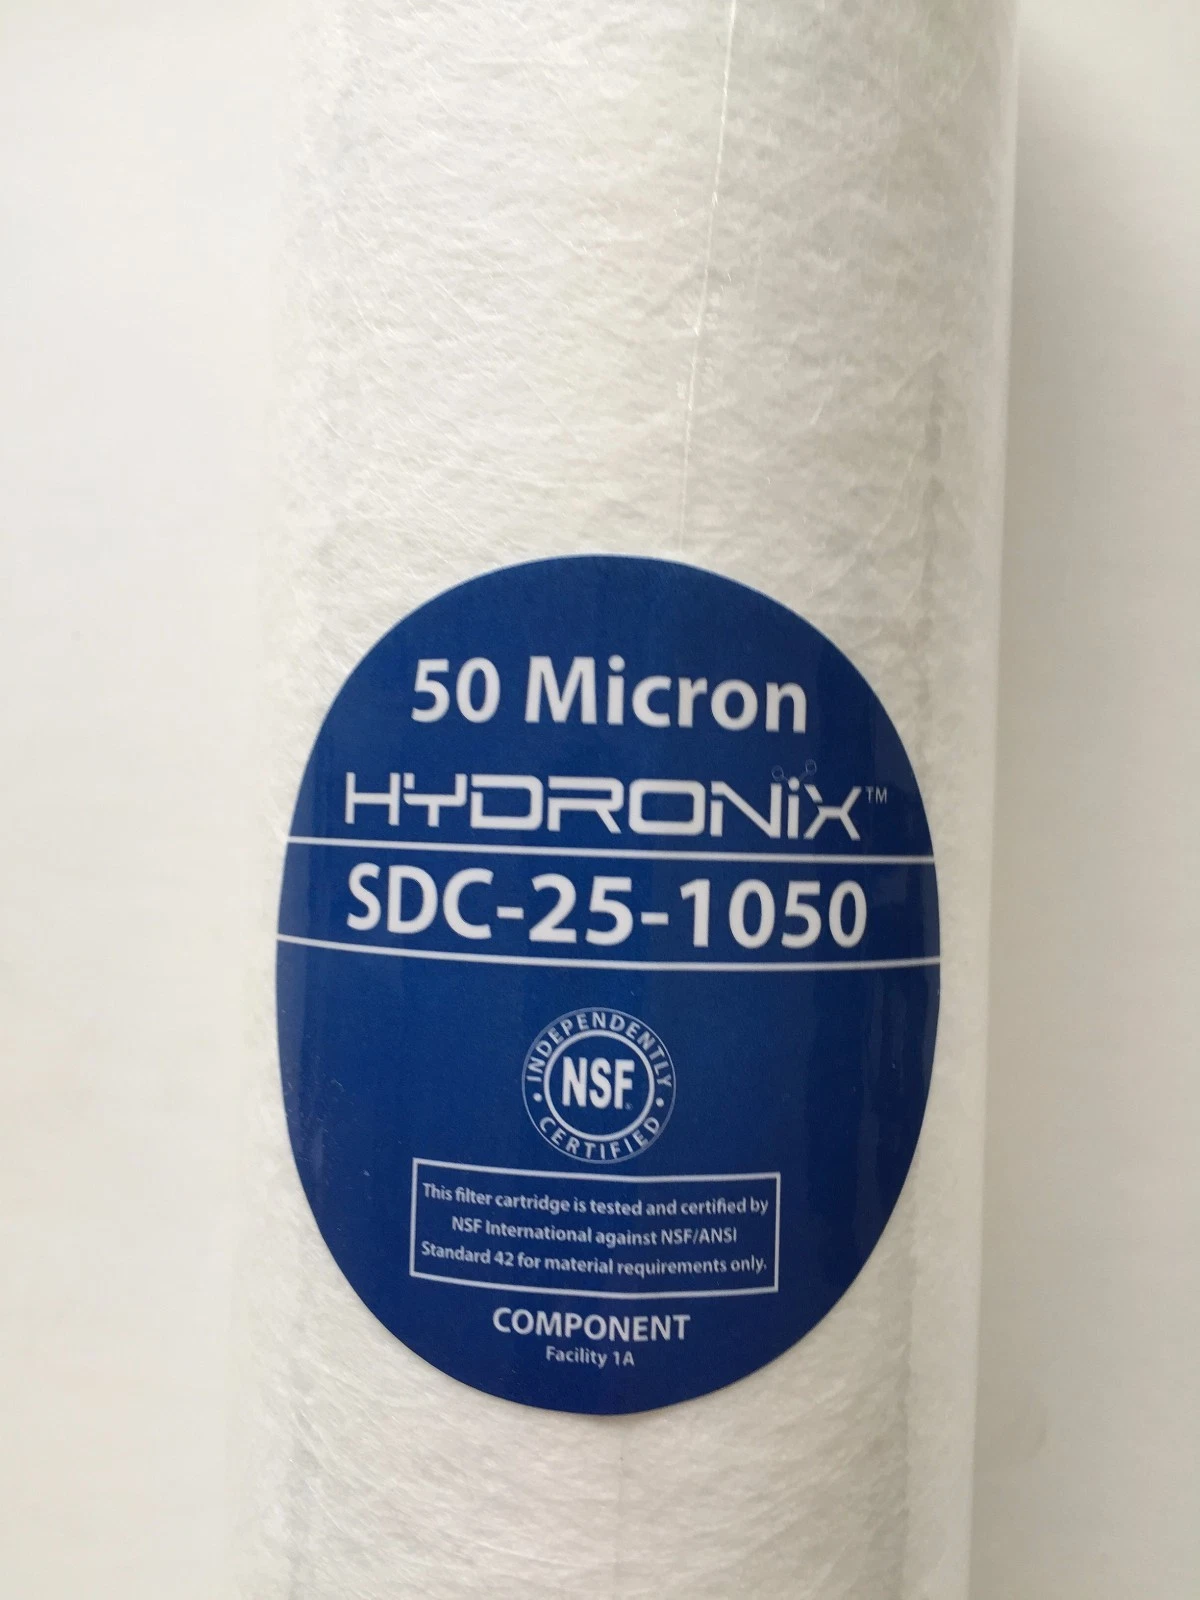 50 Micron
HYDRONIX™
SDC-25-1050
INDEPENDENTLY
NSF®
CERTIFIED
This filter cartridge is tested and certified by
NSF International against NSF/ANSI
Standard 42 for material requirements only.
COMPONENT
Facility 1A